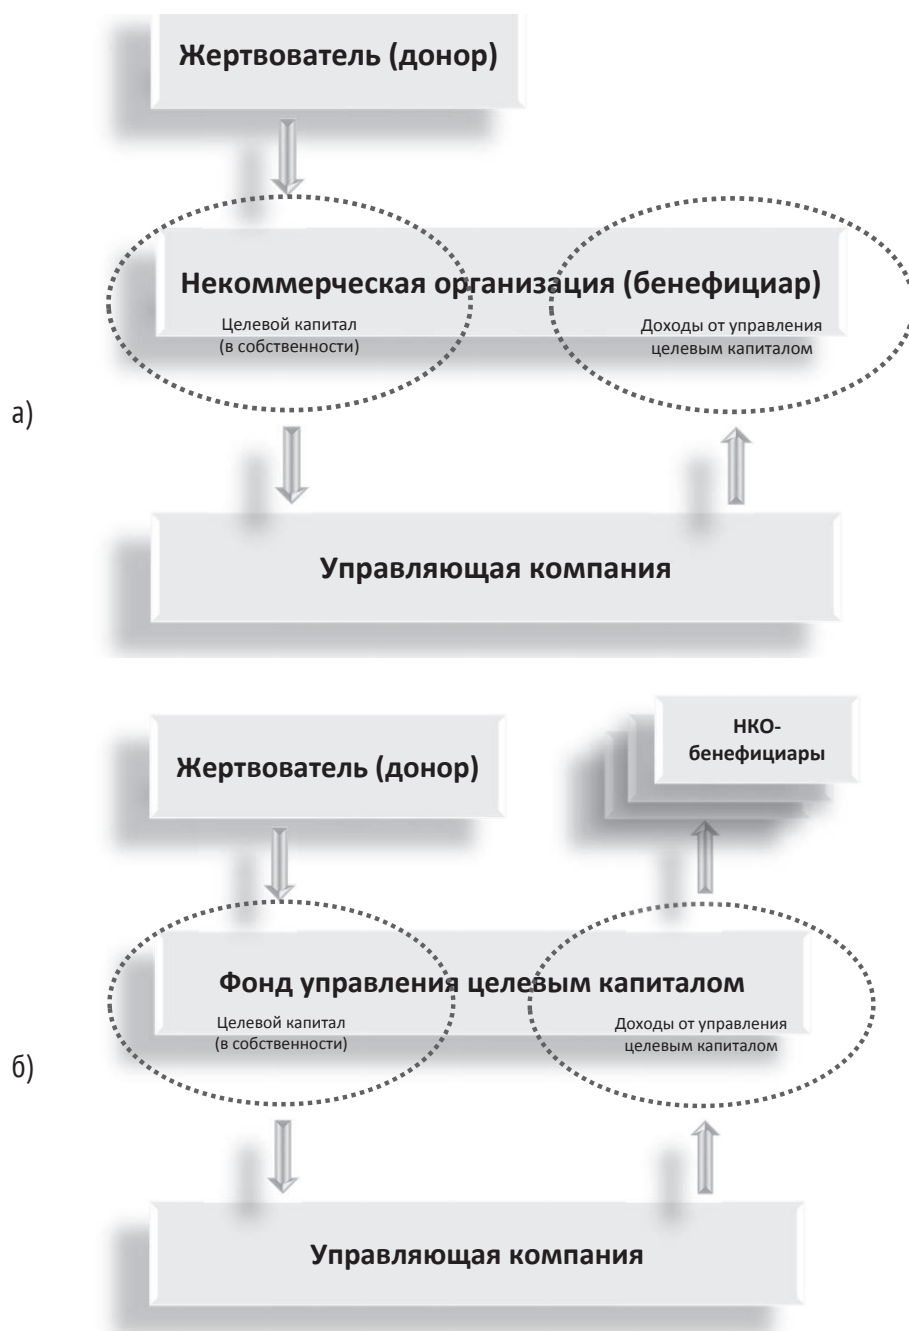 Жертвователь (донор)
Некоммерческая организация (бенефициар)
Целевой капитал
(в собственности)
Доходы от управления
целевым капиталом
а)
Управляющая компания
НКО-
бенефициары
Жертвователь (донор)
Фонд управления целевым капиталом
Целевой капитал
(в собственности)
Доходы от управления
целевым капиталом
б)
Управляющая компания